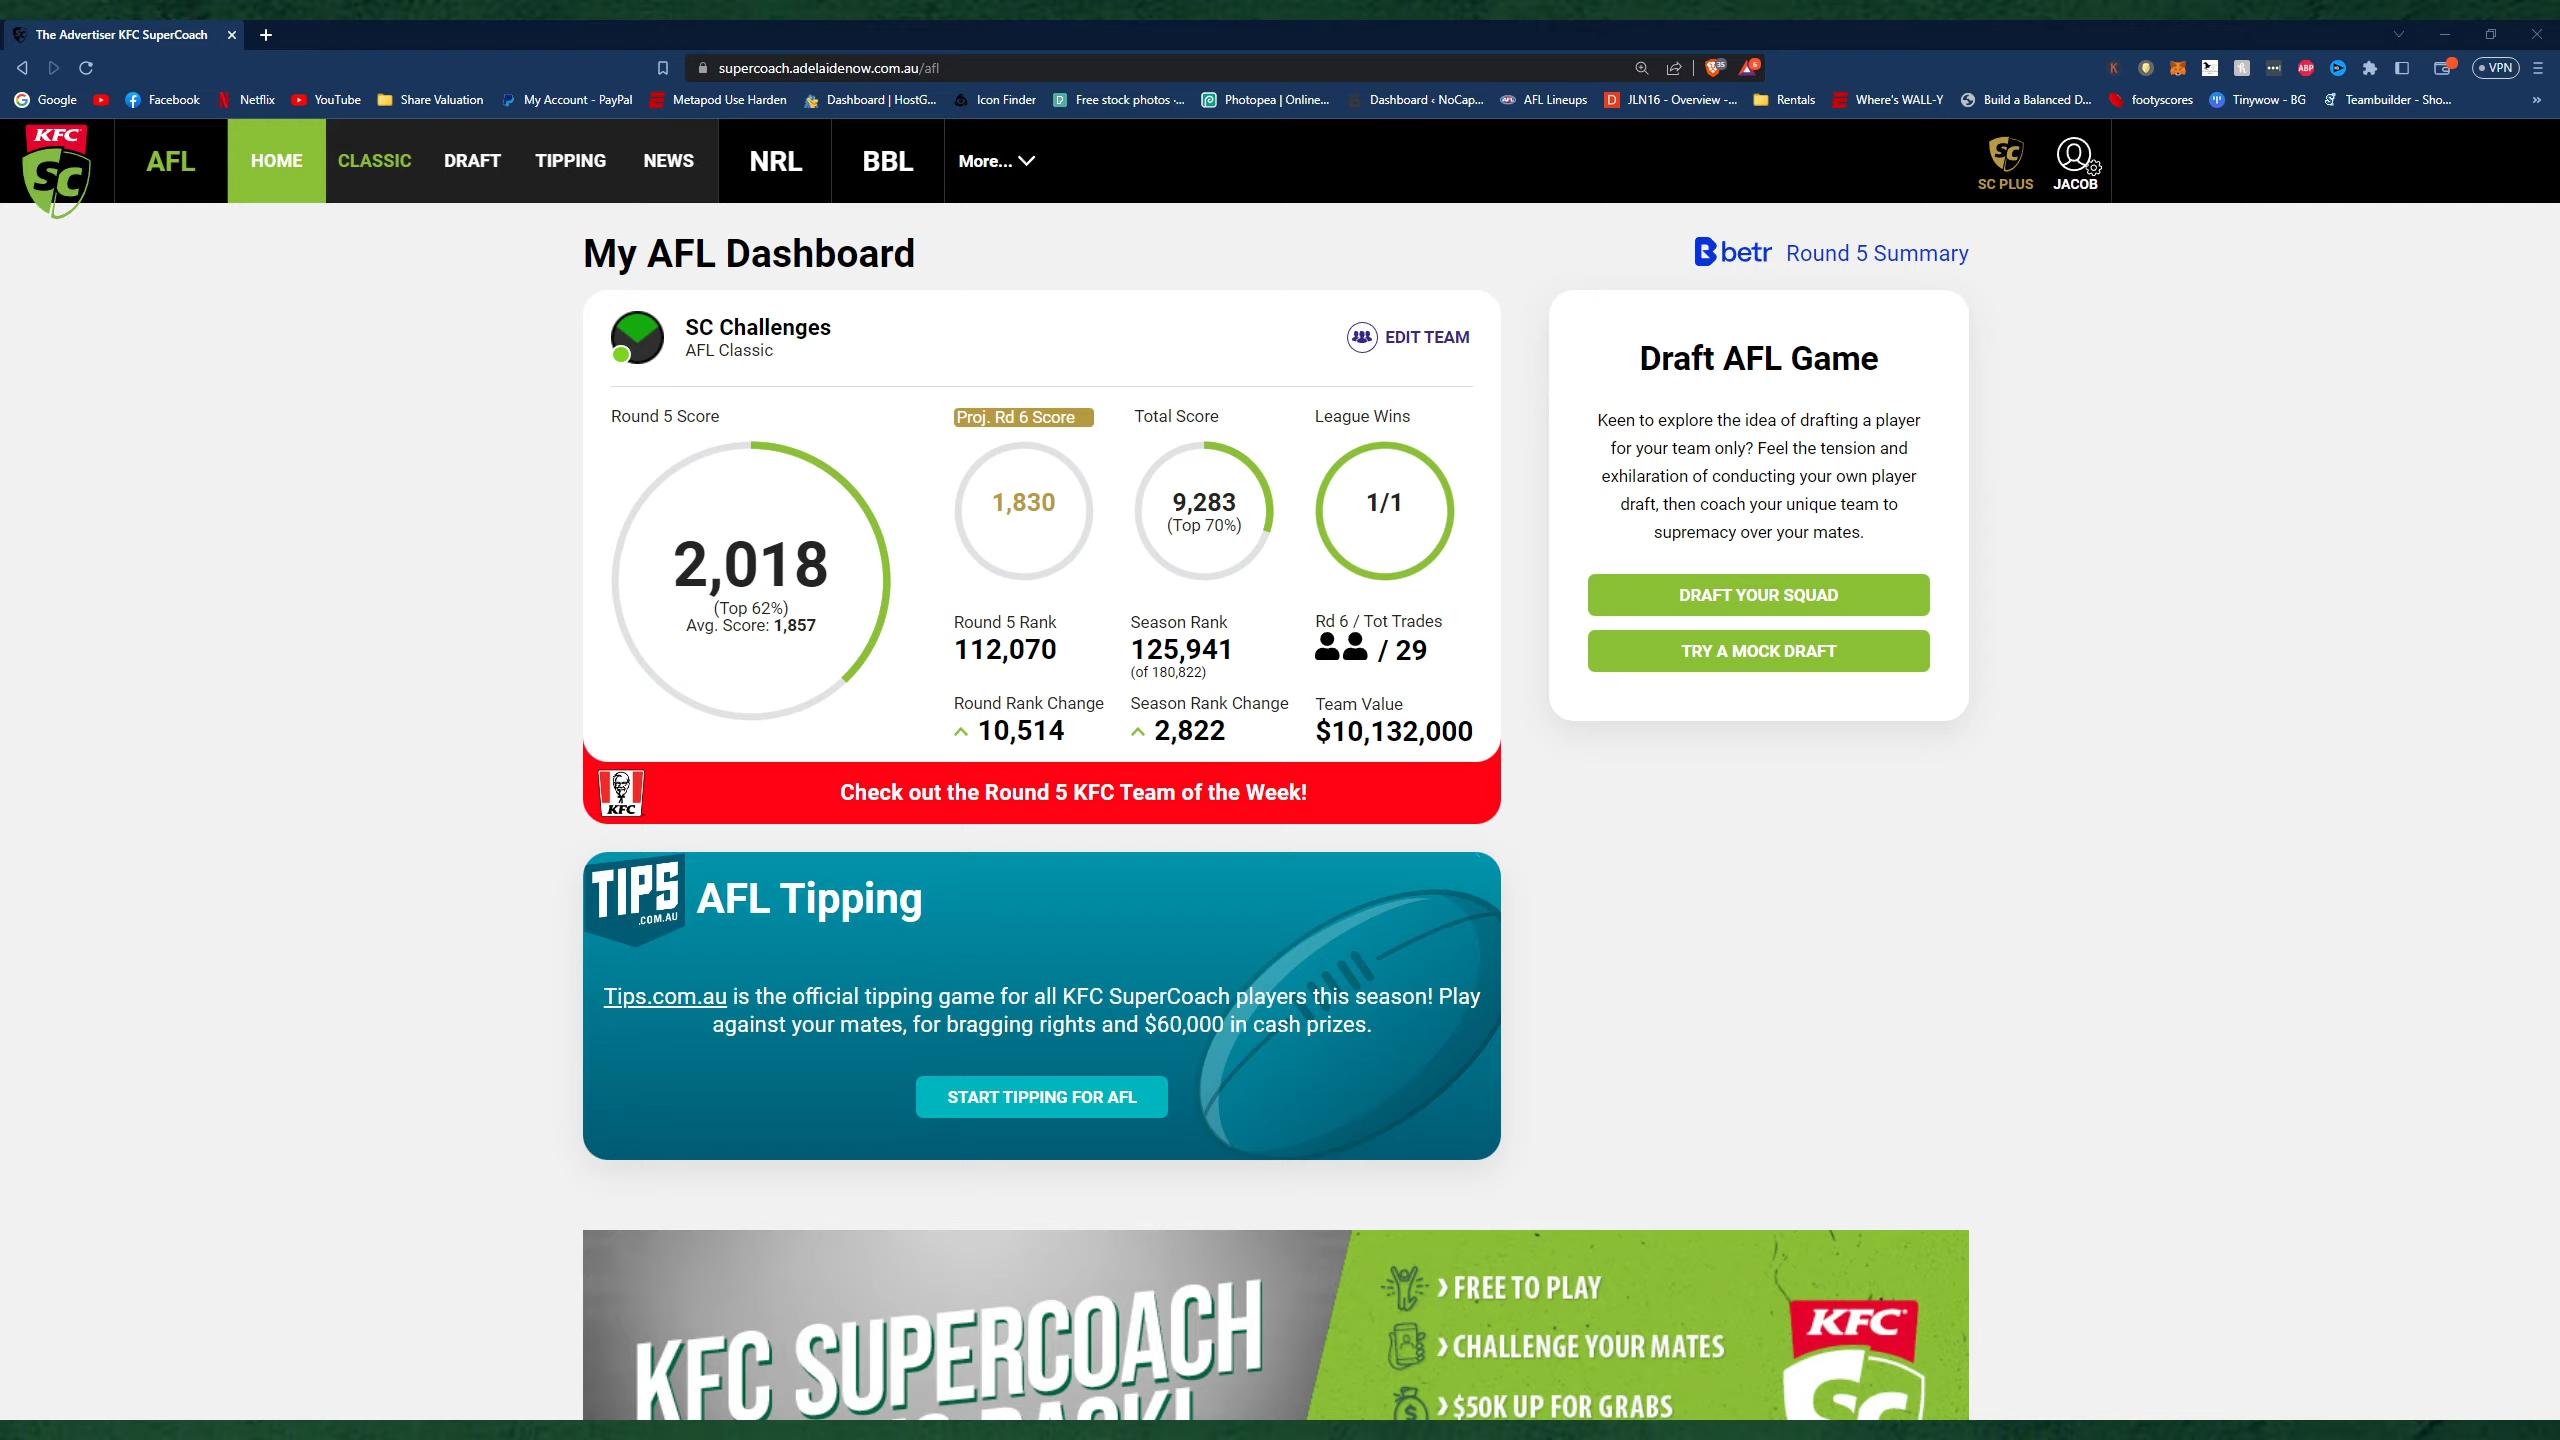 The Advertiser KFC SuperCoach
supercoach.adelaidenow.com.au/afl
35
6
K
ABP
VPN
Google
Facebook
Netflix
YouTube
Share Valuation
My Account - PayPal
Metapod Use Harden
Dashboard | HostG...
Icon Finder
Free stock photos ·...
Photopea | Online...
Dashboard ‹ NoCap...
AFL Lineups
JLN16 - Overview -...
Rentals
Where's WALL-Y
Build a Balanced D...
footyscores
Tinywow - BG
Teambuilder - Sho...
KFC
SC
AFL
HOME
CLASSIC
DRAFT
TIPPING
NEWS
NRL
BBL
More...
SC
SC PLUS
JACOB
My AFL Dashboard
betr Round 5 Summary
SC Challenges
AFL Classic
EDIT TEAM
Round 5 Score
2,018
(Top 62%)
Avg. Score: 1,857
Proj. Rd 6 Score
1,830
Total Score
9,283
(Top 70%)
League Wins
1/1
Round 5 Rank
112,070
Season Rank
125,941
(of 180,822)
Rd 6 / Tot Trades
/ 29
Round Rank Change
10,514
Season Rank Change
2,822
Team Value
$10,132,000
KFC
Check out the Round 5 KFC Team of the Week!
Draft AFL Game
Keen to explore the idea of drafting a player
for your team only? Feel the tension and
exhilaration of conducting your own player
draft, then coach your unique team to
supremacy over your mates.
DRAFT YOUR SQUAD
TRY A MOCK DRAFT
TIPS
.COM.AU
AFL Tipping
Tips.com.au is the official tipping game for all KFC SuperCoach players this season! Play
against your mates, for bragging rights and $60,000 in cash prizes.
START TIPPING FOR AFL
KFC SUPERCOACH
IS BACK!
› FREE TO PLAY
› CHALLENGE YOUR MATES
› $50K UP FOR GRABS
KFC
SC